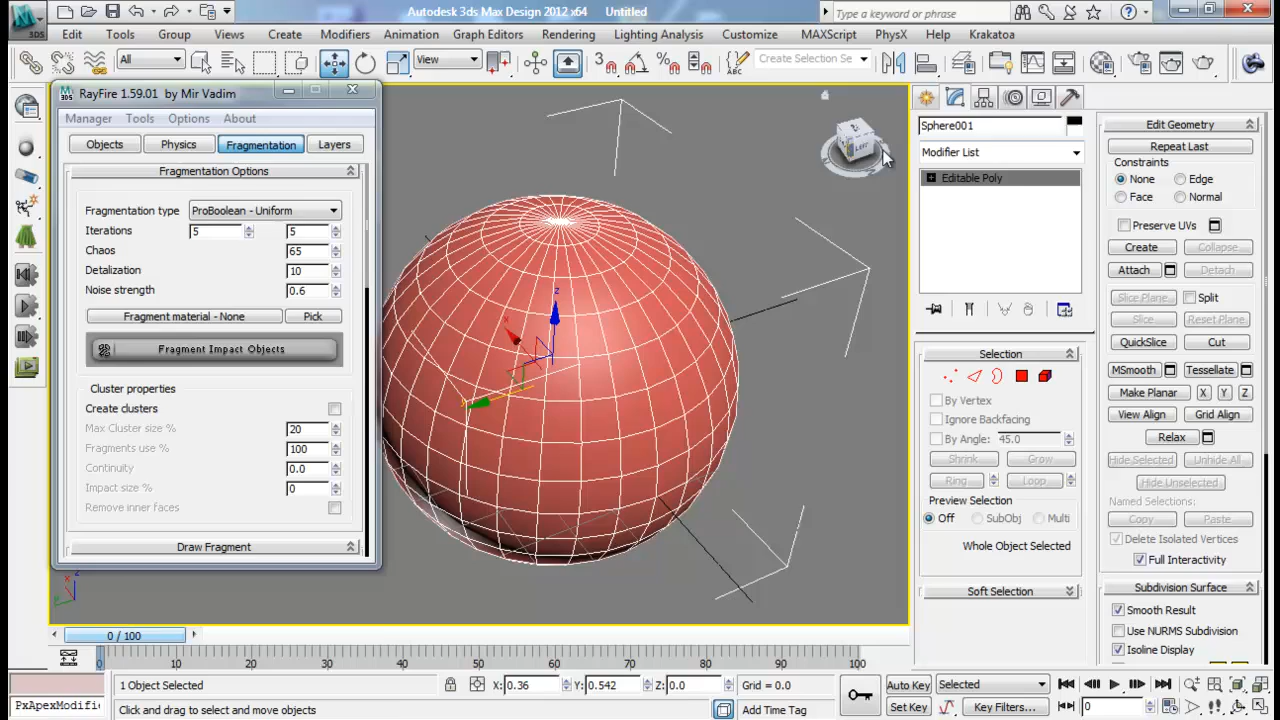 Autodesk 3ds Max Design 2012 x64 Untitled
Type a keyword or phrase
3DS
Edit Tools Group Views Create Modifiers Animation Graph Editors Rendering Lighting Analysis Customize MAXScript PhysX Help Krakatoa
All View 3 Create Selection Se
RayFire 1.59.01 by Mir Vadim
Manager Tools Options About
Objects Physics Fragmentation Layers
Fragmentation Options
Fragmentation type ProBoolean - Uniform
Iterations 5 5
Chaos 65
Detalization 10
Noise strength 0.6
Fragment material - None Pick
Fragment Impact Objects
Cluster properties
Create clusters
Max Cluster size % 20
Fragments use % 100
Continuity 0.0
Impact size % 0
Remove inner faces
Draw Fragment
z
x
y
LEFT
z
x
Sphere001
Modifier List
Editable Poly
Selection
By Vertex
Ignore Backfacing
By Angle: 45.0
Shrink Grow
Ring Loop
Preview Selection
Off SubObj Multi
Whole Object Selected
Soft Selection
Edit Geometry
Repeat Last
Constraints
None Edge
Face Normal
Preserve UVs
Create Collapse
Attach Detach
Slice Plane Split
Slice Reset Plane
QuickSlice Cut
MSmooth Tessellate
Make Planar X Y Z
View Align Grid Align
Relax
Hide Selected Unhide All
Hide Unselected
Named Selections:
Copy Paste
Delete Isolated Vertices
Full Interactivity
Subdivision Surface
Smooth Result
Use NURMS Subdivision
Isoline Display
0 / 100
0 10 20 30 40 50 60 70 80 90 100
1 Object Selected X: 0.36 Y: 0.542 Z: 0.0 Grid = 0.0 Auto Key Selected
PxApexModifi Click and drag to select and move objects Add Time Tag Set Key Key Filters... 0